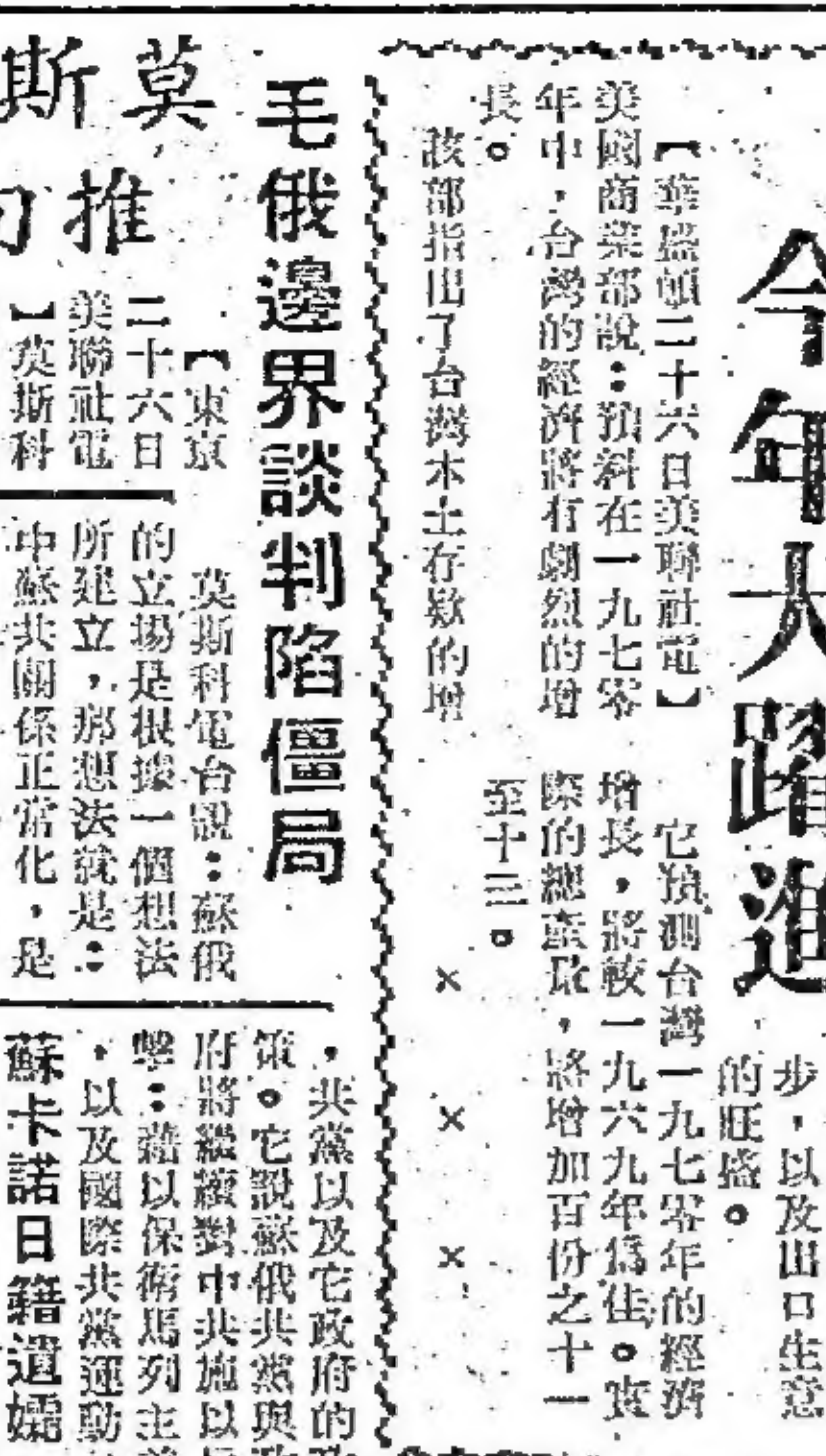 今年大躍進
【華盛頓二十六日美聯社電】
美國商業部說：預料在一九七零
年中，台灣的經濟將有劇烈的增
長。
該部指出了台灣本土存款的增
步，以及出口生意
的旺盛。
它預測台灣一九七零年的經濟
增長，將較一九六九年爲佳。實
際的總產量，將增加百份之十一
至十三。
×
×
×
毛俄邊界談判陷僵局
莫斯
推
【東京
二十六日
美聯社電
】莫斯科
莫斯科電台說：蘇俄
的立場是根據一個想法
所建立，那想法就是：
中蘇共關係正常化，是
，共黨以及它政府的
策。它說蘇俄共黨與
府將繼續對中共施以
擊：藉以保衛馬列主
，以及國際共黨運動
蘇卡諾日籍遺孀